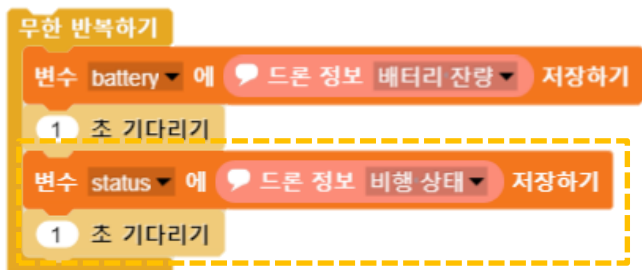 무한 반복하기
변수 battery 에 드론 정보 배터리 잔량 저장하기
1 초 기다리기
변수 status 에 드론 정보 비행 상태 저장하기
1 초 기다리기